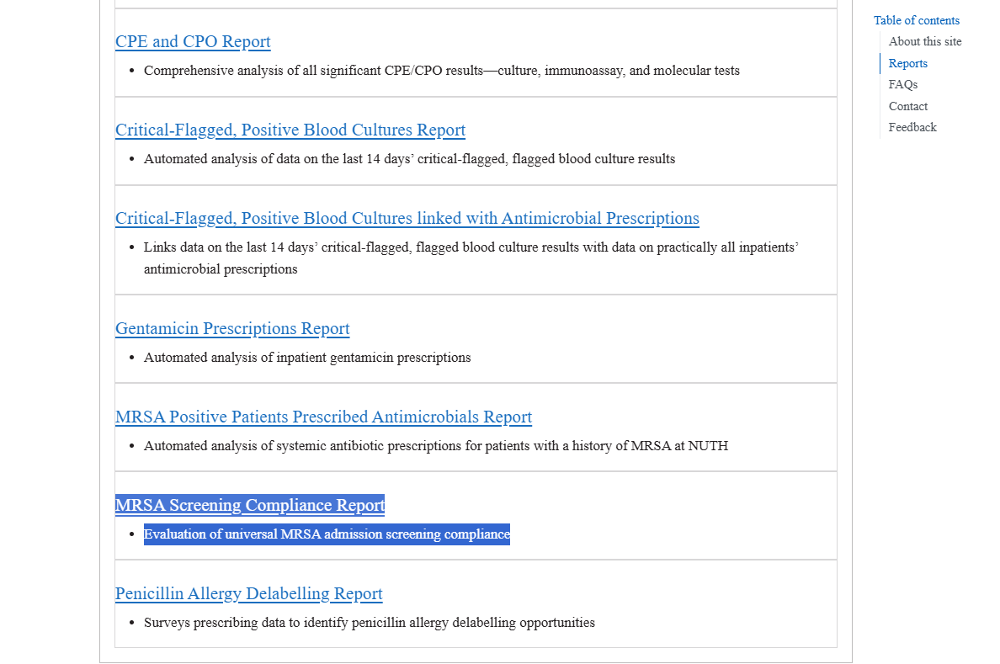 CPE and CPO Report
Comprehensive analysis of all significant CPE/CPO results—culture, immunoassay, and molecular tests
Critical-Flagged, Positive Blood Cultures Report
Automated analysis of data on the last 14 days’ critical-flagged, flagged blood culture results
Critical-Flagged, Positive Blood Cultures linked with Antimicrobial Prescriptions
Links data on the last 14 days’ critical-flagged, flagged blood culture results with data on practically all inpatients’
antimicrobial prescriptions
Gentamicin Prescriptions Report
Automated analysis of inpatient gentamicin prescriptions
MRSA Positive Patients Prescribed Antimicrobials Report
Automated analysis of systemic antibiotic prescriptions for patients with a history of MRSA at NUTH
MRSA Screening Compliance Report
Evaluation of universal MRSA admission screening compliance
Penicillin Allergy Delabelling Report
Surveys prescribing data to identify penicillin allergy delabelling opportunities
Table of contents
About this site
Reports
FAQs
Contact
Feedback